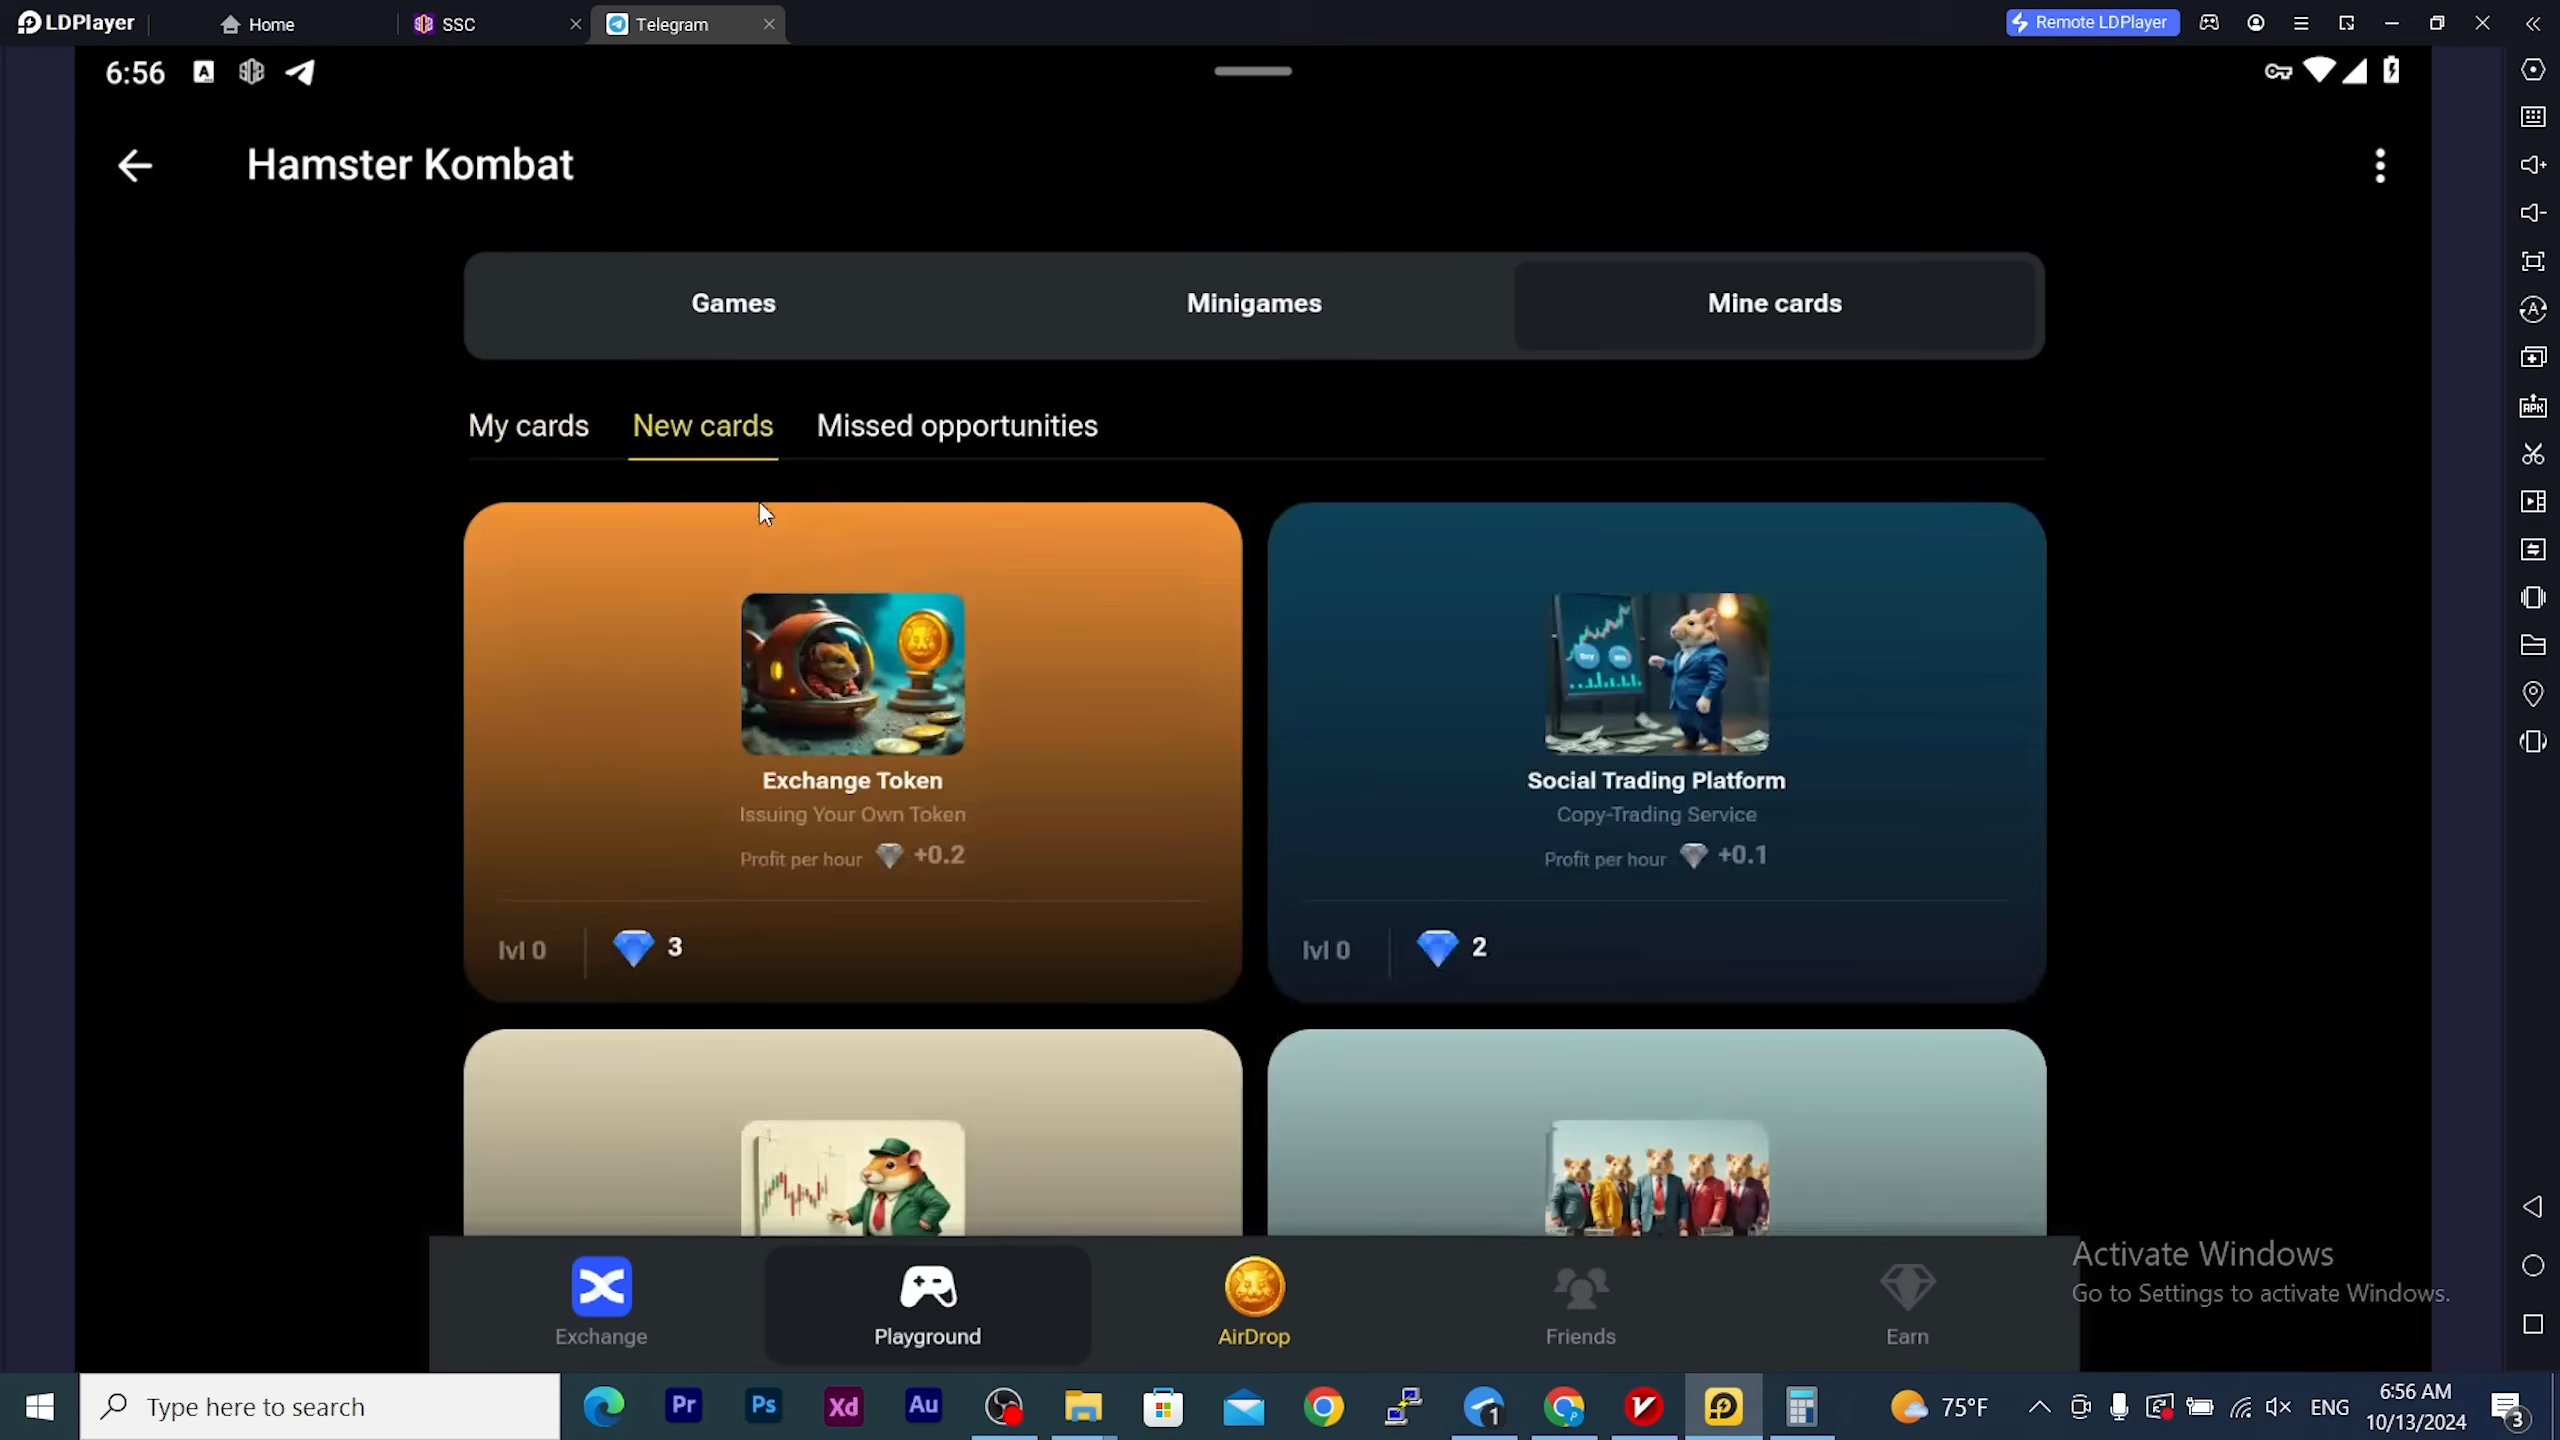 LDPlayer
Home
SSC
Telegram
Remote LDPlayer
6:56
A
Hamster Kombat
Games
Minigames
Mine cards
My cards
New cards
Missed opportunities
Exchange Token
Issuing Your Own Token
Profit per hour +0.2
lvl 0
3
Social Trading Platform
Copy-Trading Service
Profit per hour +0.1
lvl 0
2
Exchange
Playground
AirDrop
Friends
Earn
Activate Windows
Go to Settings to activate Windows.
Type here to search
Pr
Ps
Xd
Au
1
75°F
ENG
6:56 AM
10/13/2024
3